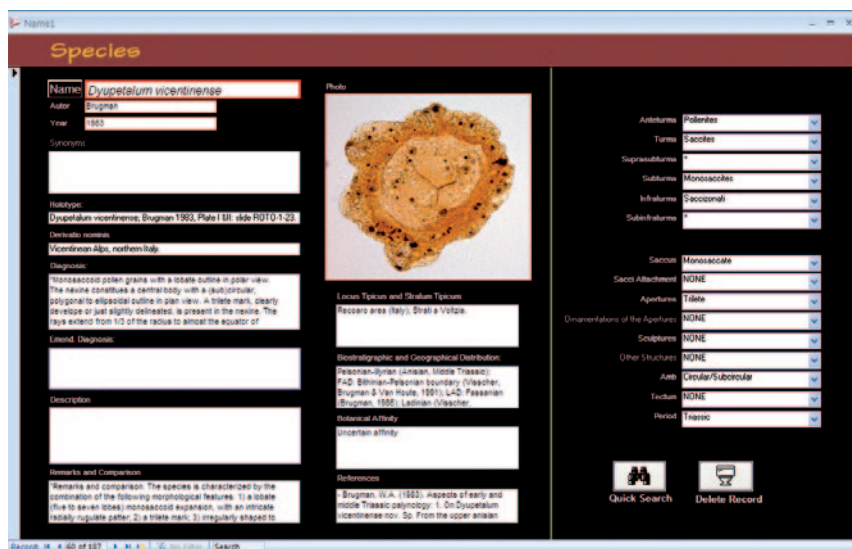 Name1
Species
Name
Dyupetalum vicentinense
Autor
Brugman
Year
1983
Synonyms
Holotype:
Dyupetalum vicentinense, Brugman 1983, Plate I
slide ROTO-1-23.
Derivatio nominis
Vicentinean Alps, northern Italy.
Diagnosis:
"Monosaccoid pollen grains with a lobate outline in polar view.
The nexine constitutes a central body with a (sub)circular,
polygonal to ellipsoidal outline in plan view. A trilete mark, clearly
develope or just slightly delineated, is present in the nexine. The
rays extend from 1/3 of the radius to almost the equator of
Emend. Diagnosis:
Description
Remarks and Comparison
"Remarks and comparison. The species is characterized by the
combination of the following morphological features: 1) a lobate
(five to seven lobes) monosaccoid expansion, with an intricate
radially rugulate patter; 2) a trilete mark; 3) irregularly shaped to
Photo
Locus Tipicus and Stratum Tipicum
Recoaro area (Italy); Strati a Voltzia.
Biostratigraphic and Geographical Distribution:
Pelsonian-Illyrian (Anisian, Middle Triassic);
FAD: Bithinian-Pelsonian boundary (Visscher,
Brugman & Van Houte, 1981); LAD: Fassanian
(Brugman, 1986); Ladinian (Visscher,
Botanical Affinity
Uncertain affinity
References
- Brugman, W.A. (1983). Aspects of early and
middle Triassic palynology: 1. On Dyupetalum
vicentinense nov. Sp. From the upper anisian
Anteturma
Pollenites
Turma
Saccites
Suprasubturma
*
Subturma
Monosaccites
Infraturma
Saccizonati
Subinfraturma
*
Saccus
Monosaccate
Sacci Attachment
NONE
Apertures
Trilete
Ornamentations of the Apertures
NONE
Sculptures
NONE
Other Structures
NONE
Amb
Circular/Subcircular
Tectum
NONE
Period
Triassic
Quick Search
Delete Record
Record:
60 of 187
No Filter
Search